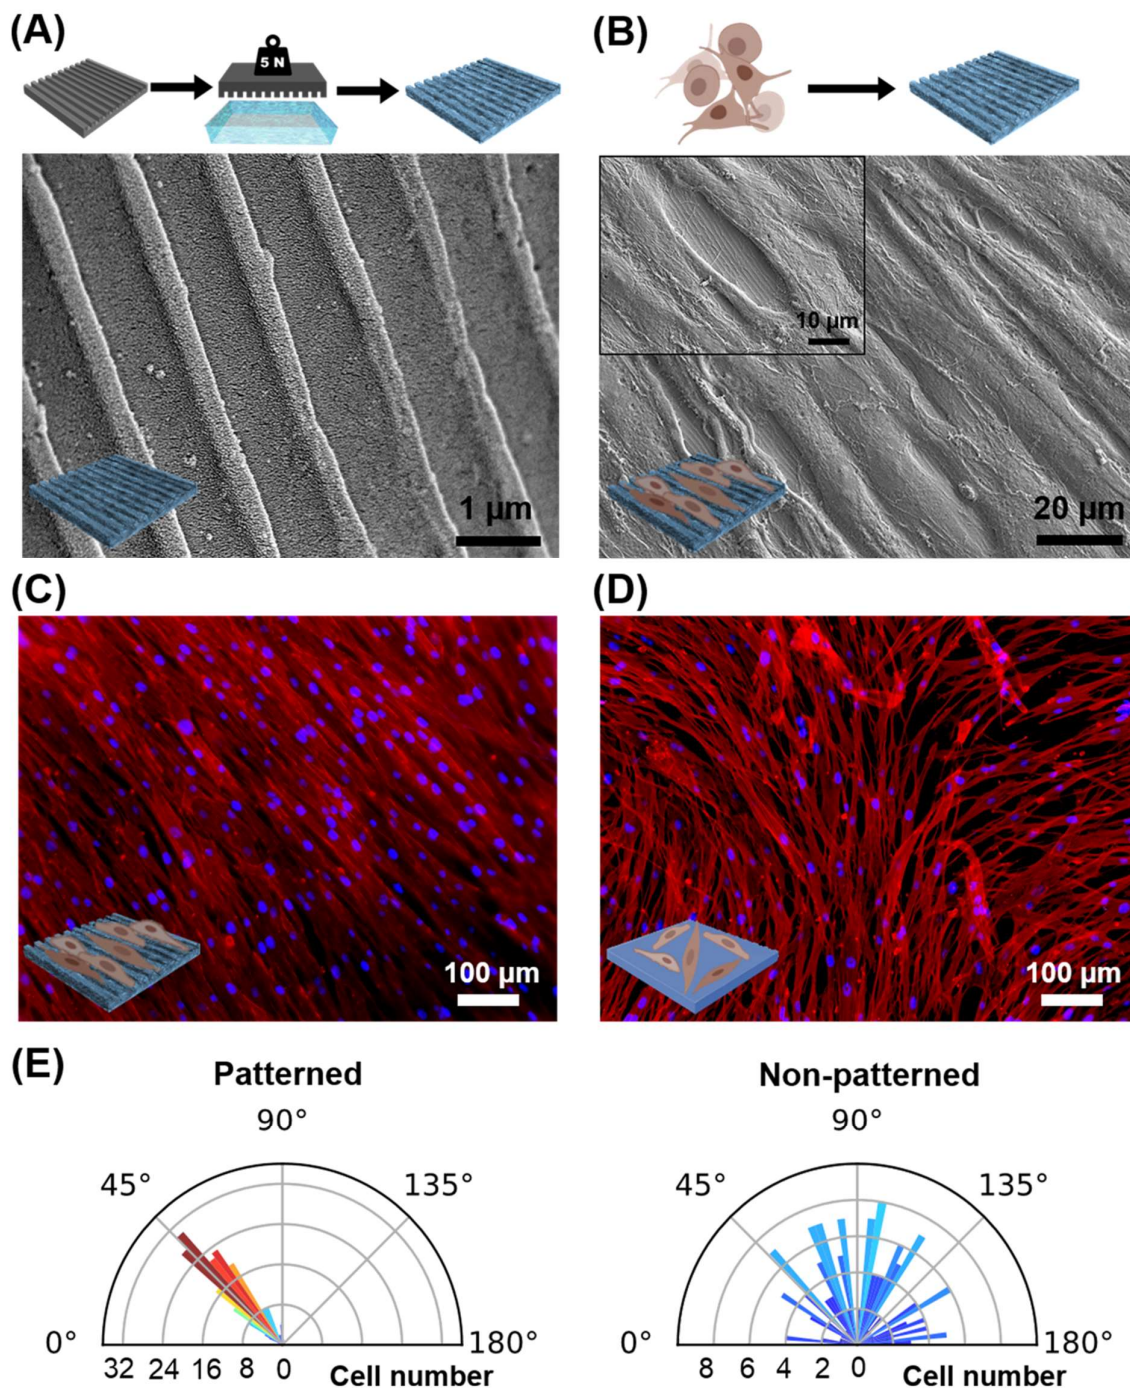 (A)
5 N
1 µm
(B)
10 µm
20 µm
(C)
100 µm
(D)
100 µm
(E)
Patterned
90°
45°
135°
0°
180°
32 24 16 8 0
Cell number
Non-patterned
90°
45°
135°
0°
180°
8 6 4 2 0
Cell number